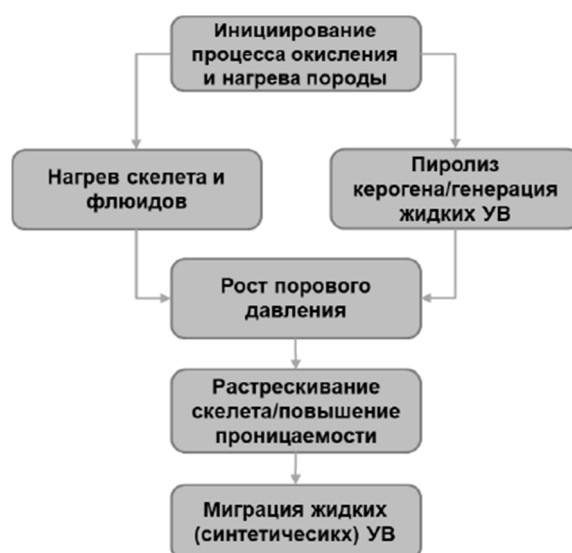 Инициирование
процесса окисления
и нагрева породы
Нагрев скелета и
флюидов
Пиролиз
керогена/генерация
жидких УВ
Рост порового
давления
Растрескивание
скелета/повышение
проницаемости
Миграция жидких
(синтетичесикх) УВ